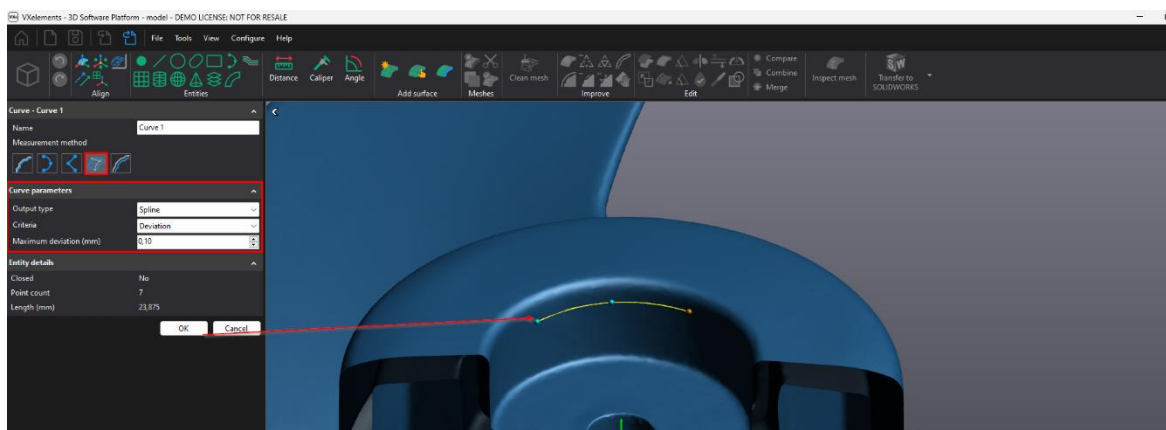 VXelements - 3D Software Platform - model - DEMO LICENSE: NOT FOR RESALE
File Tools View Configure Help
Align
Entities
Distance Caliper Angle
Add surface
Meshes
Clean mesh
Improve
Edit
Compare
Combine
Merge
Inspect mesh
Transfer to
SOLIDWORKS
Curve - Curve 1
Name Curve 1
Measurement method
Curve parameters
Output type Spline
Criteria Deviation
Maximum deviation (mm) 0,10
Entity details
Closed No
Point count 7
Length (mm) 23,875
OK Cancel